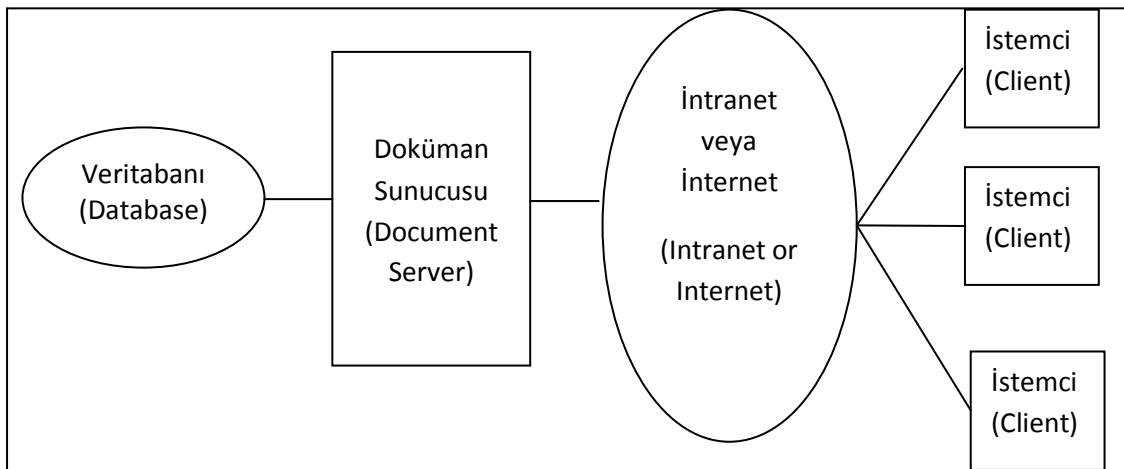 Veritabanı
(Database)
Doküman
Sunucusu
(Document
Server)
İntranet
veya
İnternet
(Intranet or
Internet)
İstemci
(Client)
İstemci
(Client)
İstemci
(Client)